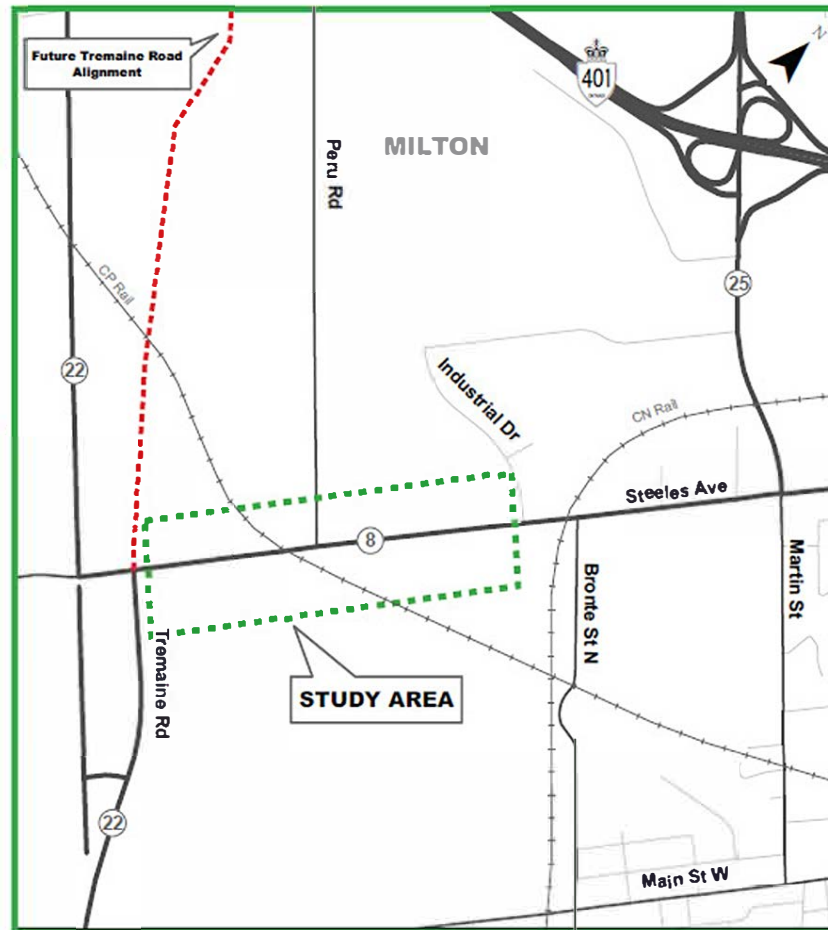 Future Tremaine Road
Alignment
401
N
MILTON
Peru Rd
CP Rail
25
22
Industrial Dr
CN Rail
Steeles Ave
8
Bronte St N
Martin St
Tremaine Rd
STUDY AREA
22
Main St W